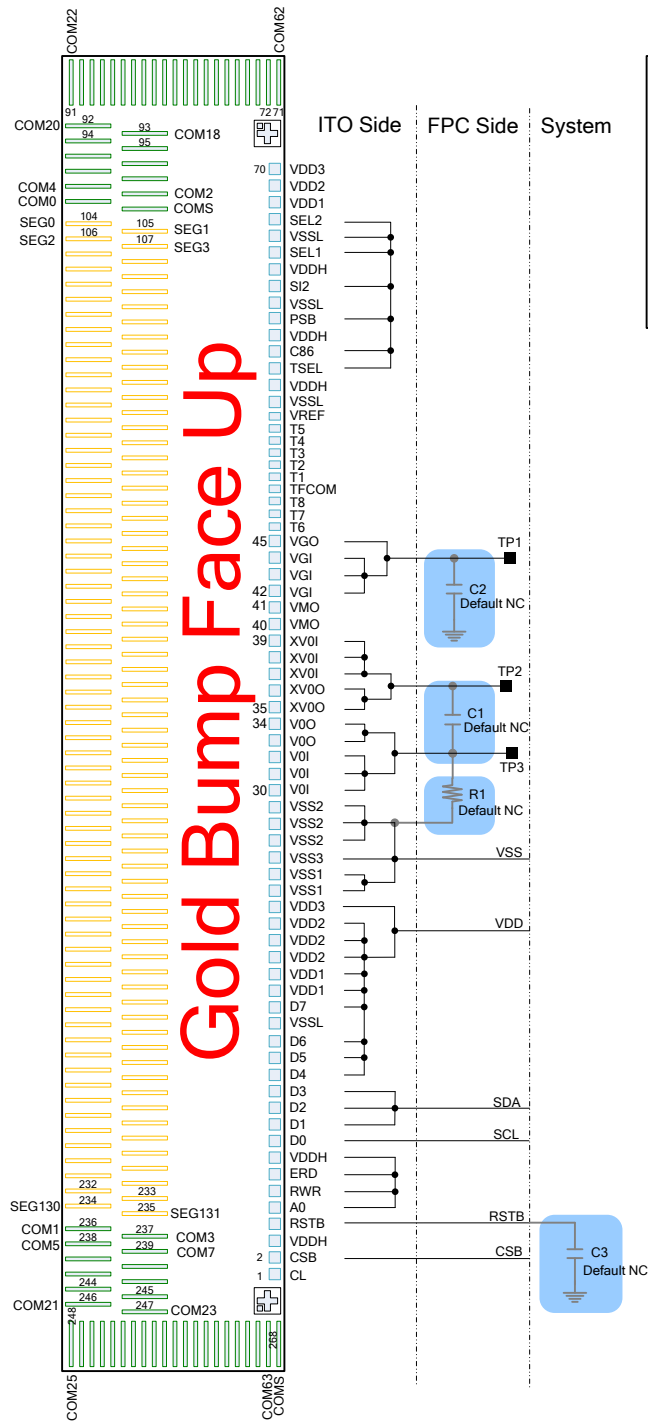 COM22
COM62
91
72 71
COM20
92
94
93
95
COM18
ITO Side
FPC Side
System
70
VDD3
VDD2
VDD1
COM4
COM0
COM2
COMS
SEG0
SEG2
104
106
105
107
SEG1
SEG3
SEL2
VSSL
SEL1
VDDH
SI2
VSSL
PSB
VDDH
C86
TSEL
VDDH
VSSL
VREF
T5
T4
T3
T2
T1
TFCOM
T8
T7
T6
Gold Bump Face Up
45
VGO
TP1
VGI
VGI
42
VGI
C2
Default NC
41
VMO
40
VMO
39
XV0I
XV0I
XV0I
TP2
XV0O
35
XV0O
C1
Default NC
34
V0O
V0O
V0I
TP3
V0I
30
V0I
R1
Default NC
VSS2
VSS2
VSS2
VSS3
VSS
VSS1
VSS1
VDD3
VDD2
VDD
VDD2
VDD2
VDD1
VDD1
D7
VSSL
D6
D5
D4
D3
D2
SDA
D1
D0
SCL
VDDH
ERD
RWR
A0
232
234
233
235
SEG130
SEG131
RSTB
RSTB
VDDH
2
CSB
CSB
C3
Default NC
1
CL
COM1
COM5
236
238
237
239
COM3
COM7
244
246
245
247
COM21
COM23
248
268
COM25
COM63
COMS